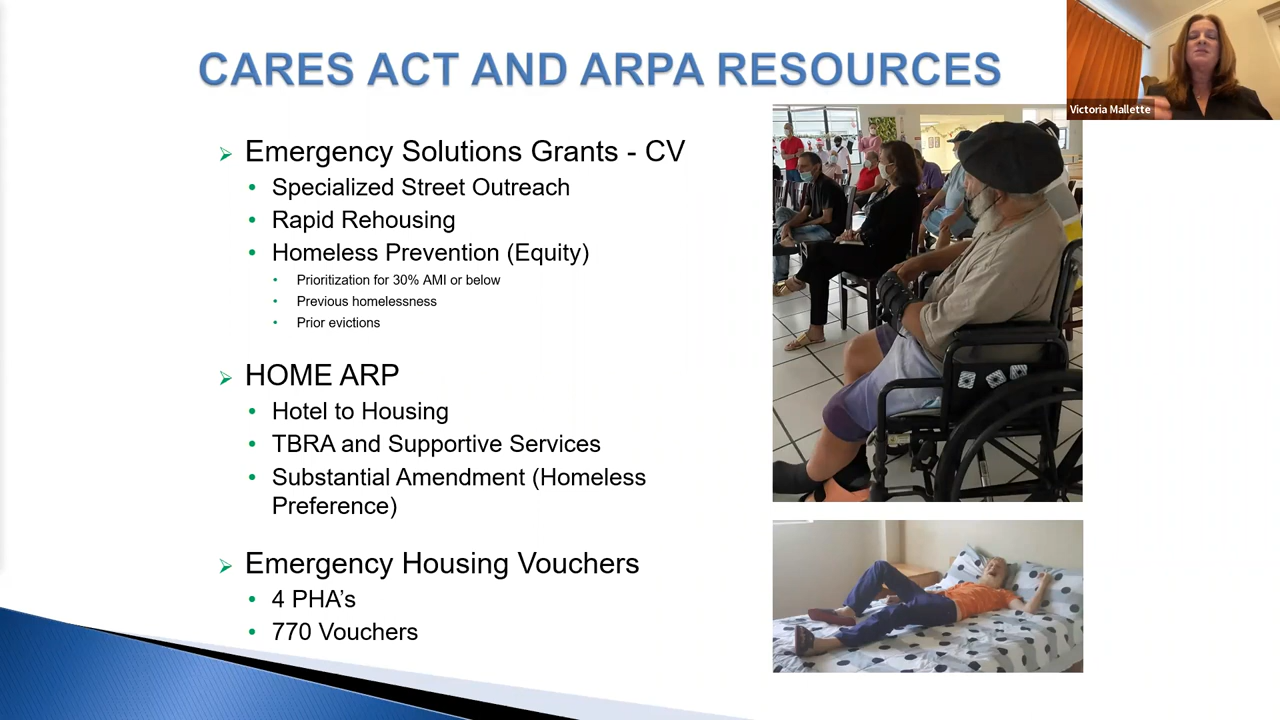 CARES ACT AND ARPA RESOURCES
Victoria Mallette
Emergency Solutions Grants - CV
Specialized Street Outreach
Rapid Rehousing
Homeless Prevention (Equity)
Prioritization for 30% AMI or below
Previous homelessness
Prior evictions
HOME ARP
Hotel to Housing
TBRA and Supportive Services
Substantial Amendment (Homeless
Preference)
Emergency Housing Vouchers
4 PHA’s
770 Vouchers